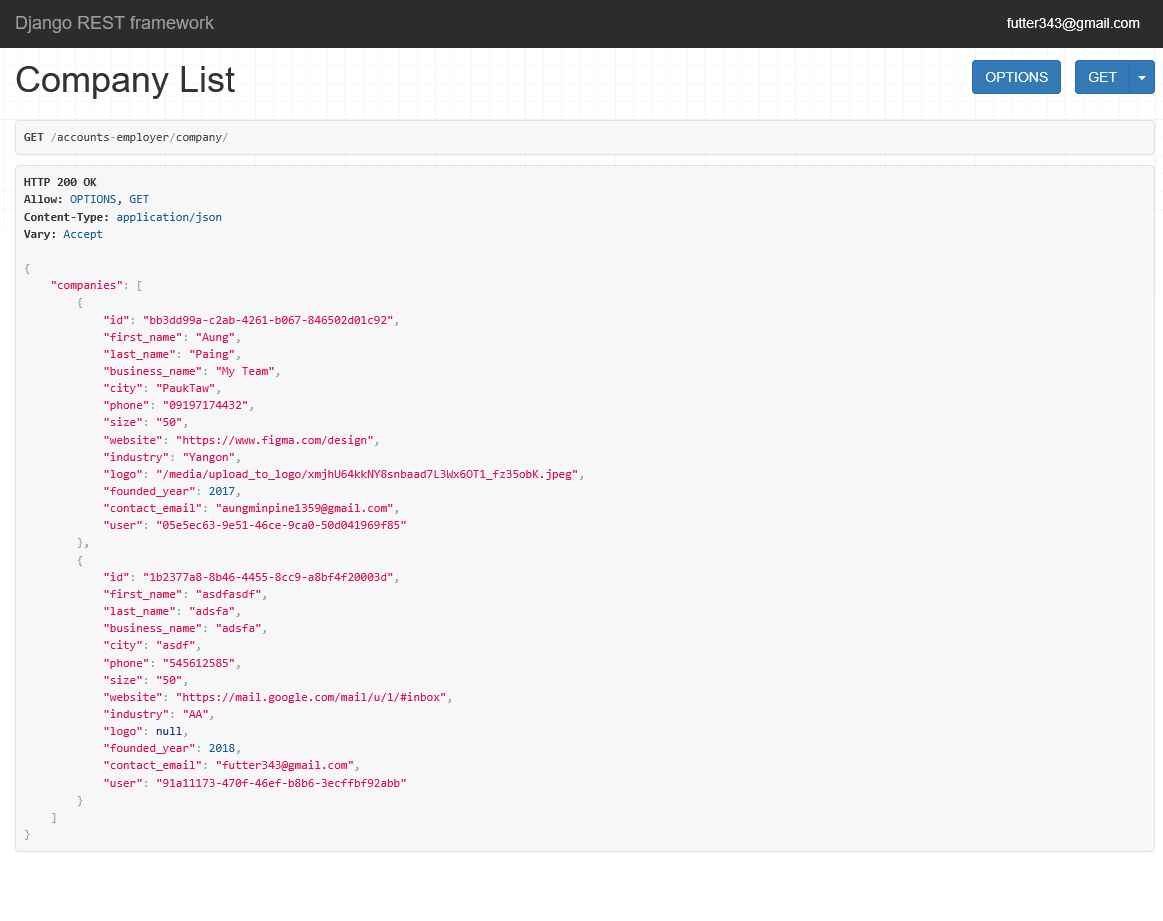 Django REST framework
futter343@gmail.com
Company List
OPTIONS
GET
GET /accounts-employer/company/
HTTP 200 OK
Allow: OPTIONS, GET
Content-Type: application/json
Vary: Accept
{
    "companies": [
        {
            "id": "bb3dd99a-c2ab-4261-b067-846502d01c92",
            "first_name": "Aung",
            "last_name": "Paing",
            "business_name": "My Team",
            "city": "PaukTaw",
            "phone": "09197174432",
            "size": "50",
            "website": "https://www.figma.com/design",
            "industry": "Yangon",
            "logo": "/media/upload_to_logo/xmjhU64kkNY8snbaad7L3Wx6OT1_fz35obK.jpeg",
            "founded_year": 2017,
            "contact_email": "aungminpine1359@gmail.com",
            "user": "05e5ec63-9e51-46ce-9ca0-50d041969f85"
        },
        {
            "id": "1b2377a8-8b46-4455-8cc9-a8bf4f20003d",
            "first_name": "asdfasdf",
            "last_name": "adsfa",
            "business_name": "adsfa",
            "city": "asdf",
            "phone": "545612585",
            "size": "50",
            "website": "https://mail.google.com/mail/u/1/#inbox",
            "industry": "AA",
            "logo": null,
            "founded_year": 2018,
            "contact_email": "futter343@gmail.com",
            "user": "91a11173-470f-46ef-b8b6-3ecffbf92abb"
        }
    ]
}